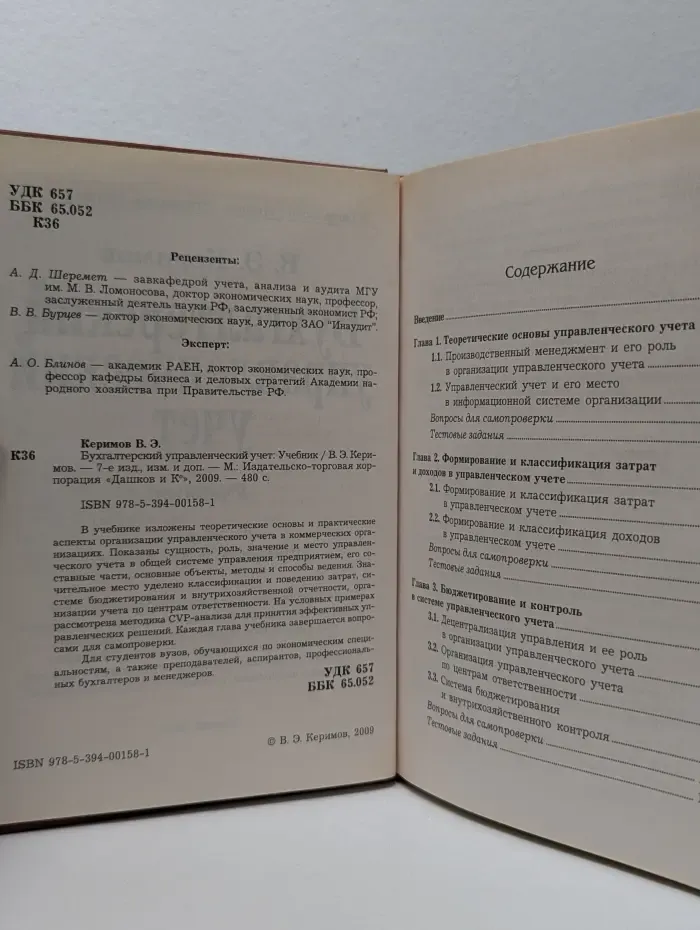 УДК 657
ББК 65.052
К36
Рецензенты:
А. Д. Шеремет — завкафедрой учета, анализа и аудита МГУ
им. М. В. Ломоносова, доктор экономических наук, профессор,
заслуженный деятель науки РФ, заслуженный экономист РФ;
В. В. Бурцев — доктор экономических наук, аудитор ЗАО "Инаудит".
Эксперт:
А. О. Блинов — академик РАЕН, доктор экономических наук, про-
фессор кафедры бизнеса и деловых стратегий Академии на-
родного хозяйства при Правительстве РФ.
Керимов В. Э.
К36 Бухгалтерский управленческий учет: Учебник / В. Э. Кери-
мов. — 7-е изд., изм. и доп. — М.: Издательско-торговая кор-
порация «Дашков и К°», 2009. — 480 с.
ISBN 978-5-394-00158-1
В учебнике изложены теоретические основы и практические
аспекты организации управленческого учета в коммерческих орга-
низациях. Показаны сущность, роль, значение и место управлен-
ческого учета в общей системе управления предприятием, его со-
ставные части, основные объекты, методы и способы ведения. Зна-
чительное место уделено классификации и поведению затрат, си-
стеме бюджетирования и внутрихозяйственной отчетности, орга-
низации учета по центрам ответственности. На условных примерах
рассмотрена методика CVP-анализа для принятия эффективных уп-
равленческих решений. Каждая глава учебника завершается вопро-
сами для самопроверки.
Для студентов вузов, обучающихся по экономическим специ-
альностям, а также преподавателей, аспирантов, профессиональ-
ных бухгалтеров и менеджеров.
УДК 657
ББК 65.052
© В. Э. Керимов, 2009
ISBN 978-5-394-00158-1
Содержание
Введение
Глава 1. Теоретические основы управленческого учета
1.1. Производственный менеджмент и его роль
в организации управленческого учета
1.2. Управленческий учет и его место
в информационной системе организации
Вопросы для самопроверки
Тестовые задания
Глава 2. Формирование и классификация затрат
и доходов в управленческом учете
2.1. Формирование и классификация затрат
в управленческом учете
2.2. Формирование и классификация доходов
в управленческом учете
Вопросы для самопроверки
Тестовые задания
Глава 3. Бюджетирование и контроль
в системе управленческого учета
3.1. Децентрализация управления и ее роль
в организации управленческого учета
3.2. Организация управленческого учета
по центрам ответственности
3.3. Система бюджетирования
и внутрихозяйственного контроля
Вопросы для самопроверки
Тестовые задания